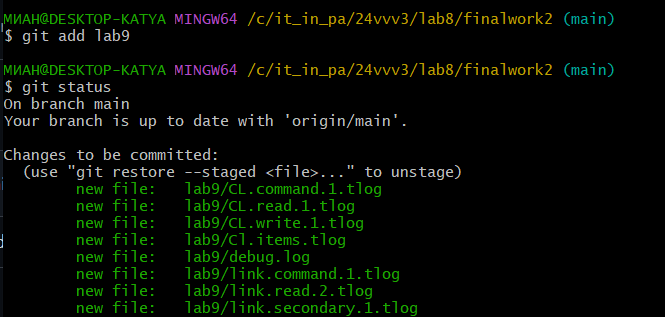 МИАН@DESKTOP-KATYA MINGW64 /c/it_in_pa/24vvv3/lab8/finalwork2 (main)
$ git add lab9
МИАН@DESKTOP-KATYA MINGW64 /c/it_in_pa/24vvv3/lab8/finalwork2 (main)
$ git status
On branch main
Your branch is up to date with 'origin/main'.
Changes to be committed:
  (use "git restore --staged <file>..." to unstage)
        new file:   lab9/CL.command.1.tlog
        new file:   lab9/CL.read.1.tlog
        new file:   lab9/CL.write.1.tlog
        new file:   lab9/Cl.items.tlog
        new file:   lab9/debug.log
        new file:   lab9/link.command.1.tlog
        new file:   lab9/link.read.2.tlog
        new file:   lab9/link.secondary.1.tlog